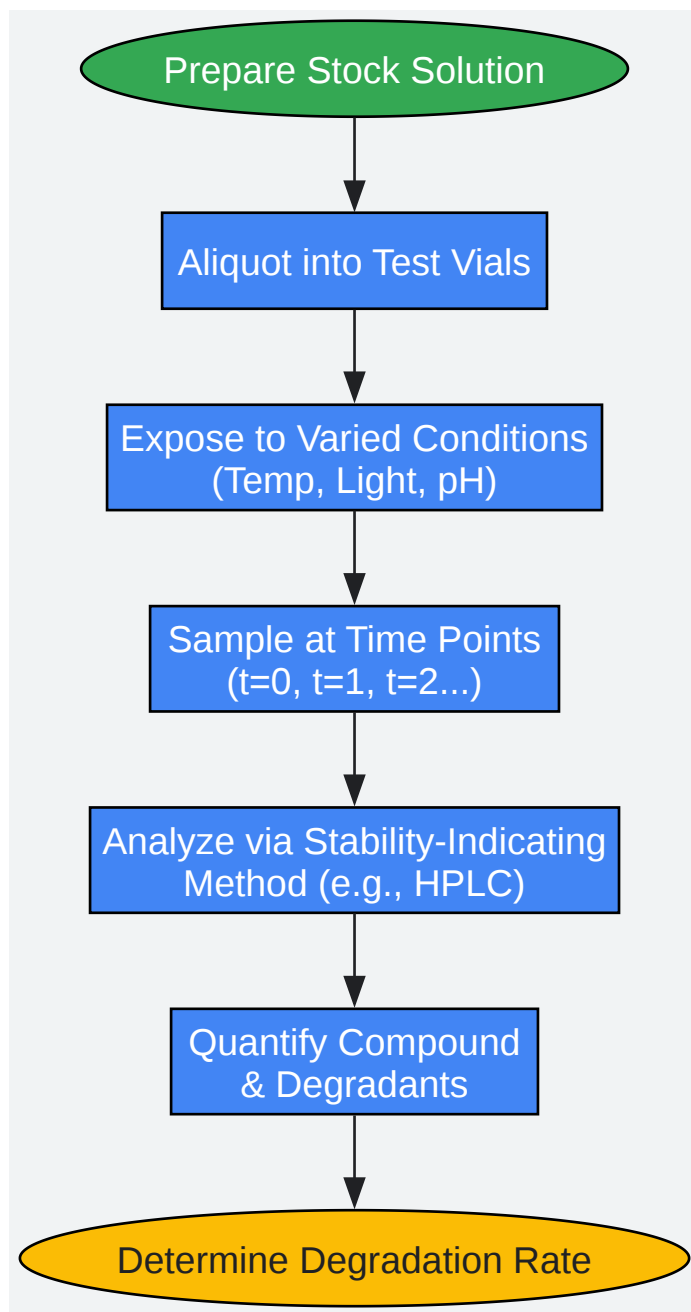 Prepare Stock Solution
Aliquot into Test Vials
Expose to Varied Conditions
(Temp, Light, pH)
Sample at Time Points
(t=0, t=1, t=2...)
Analyze via Stability-Indicating
Method (e.g., HPLC)
Quantify Compound
& Degradants
Determine Degradation Rate